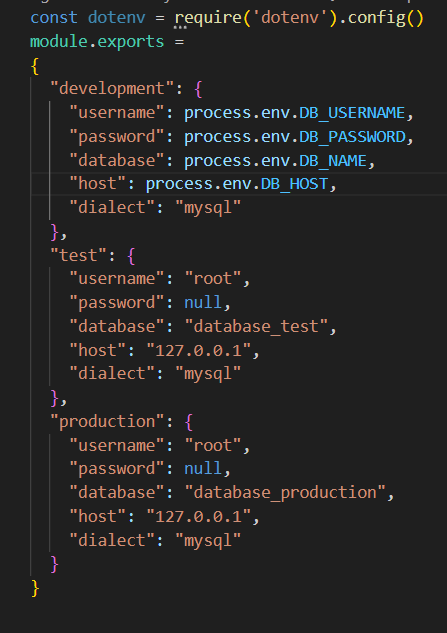 const dotenv = require('dotenv').config()
module.exports =
{
  "development": {
    "username": process.env.DB_USERNAME,
    "password": process.env.DB_PASSWORD,
    "database": process.env.DB_NAME,
    "host": process.env.DB_HOST,
    "dialect": "mysql"
  },
  "test": {
    "username": "root",
    "password": null,
    "database": "database_test",
    "host": "127.0.0.1",
    "dialect": "mysql"
  },
  "production": {
    "username": "root",
    "password": null,
    "database": "database_production",
    "host": "127.0.0.1",
    "dialect": "mysql"
  }
}